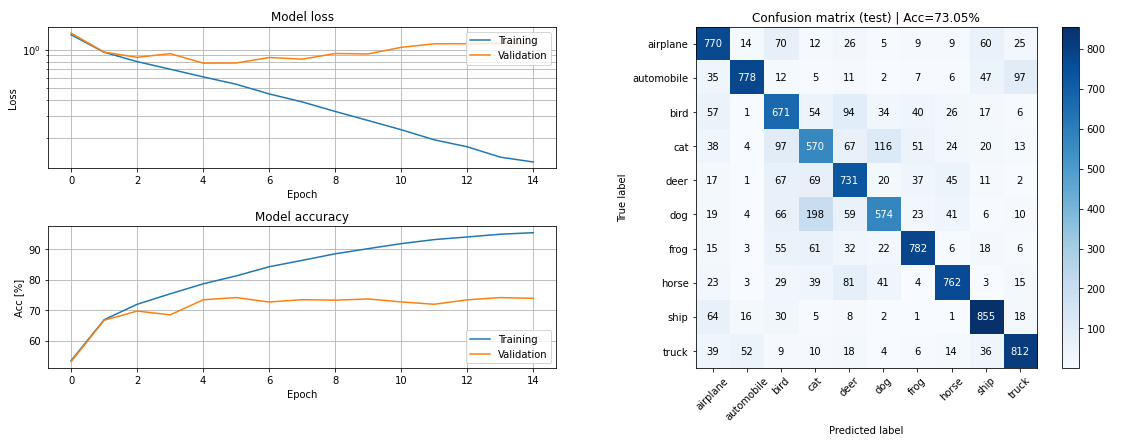 Model loss
10⁰
Loss
Training
Validation
0 2 4 6 8 10 12 14
Epoch
Model accuracy
90
80
70
60
Acc [%]
Training
Validation
0 2 4 6 8 10 12 14
Epoch
Confusion matrix (test) | Acc=73.05%
True label
airplane 770 14 70 12 26 5 9 9 60 25
automobile 35 778 12 5 11 2 7 6 47 97
bird 57 1 671 54 94 34 40 26 17 6
cat 38 4 97 570 67 116 51 24 20 13
deer 17 1 67 69 731 20 37 45 11 2
dog 19 4 66 198 59 574 23 41 6 10
frog 15 3 55 61 32 22 782 6 18 6
horse 23 3 29 39 81 41 4 762 3 15
ship 64 16 30 5 8 2 1 1 855 18
truck 39 52 9 10 18 4 6 14 36 812
airplane automobile bird cat deer dog frog horse ship truck
Predicted label
800
700
600
500
400
300
200
100